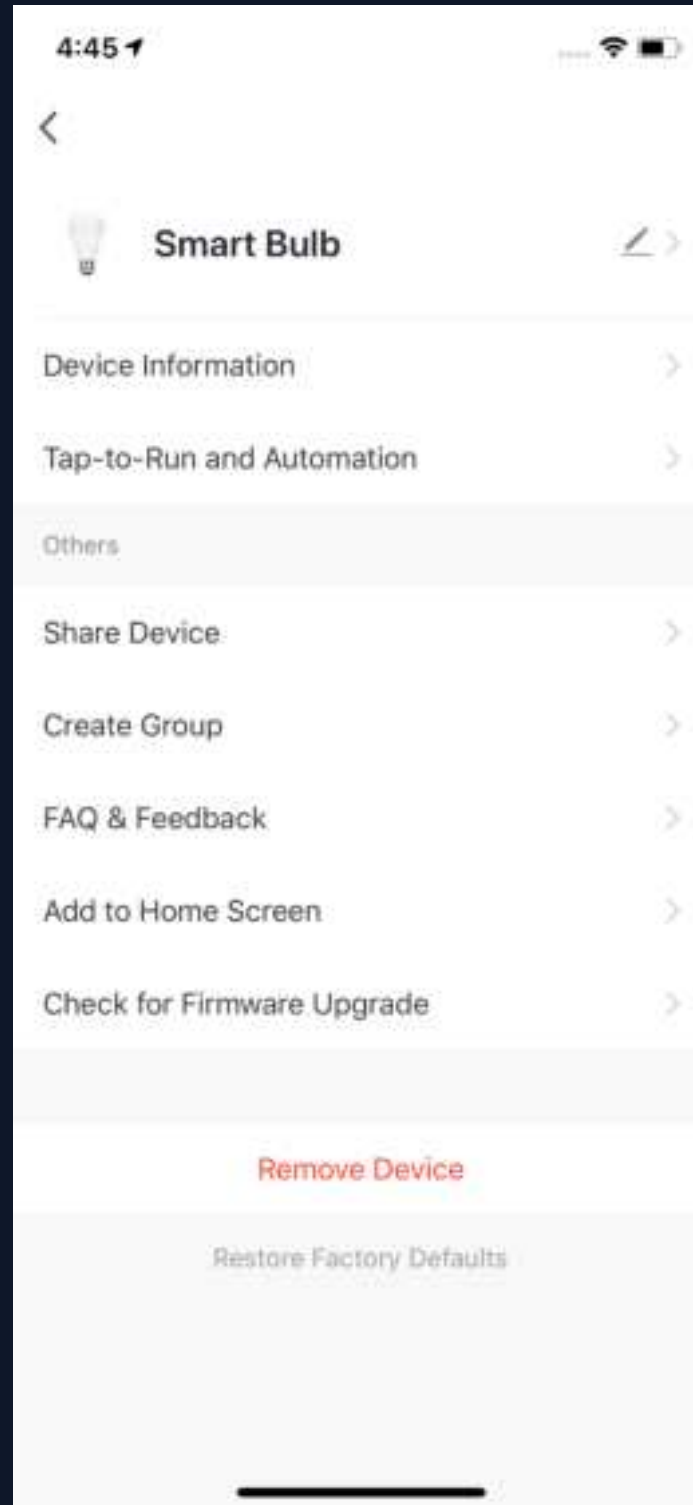 4:45
Smart Bulb
Device Information
Tap-to-Run and Automation
Others
Share Device
Create Group
FAQ & Feedback
Add to Home Screen
Check for Firmware Upgrade
Remove Device
Restore Factory Defaults